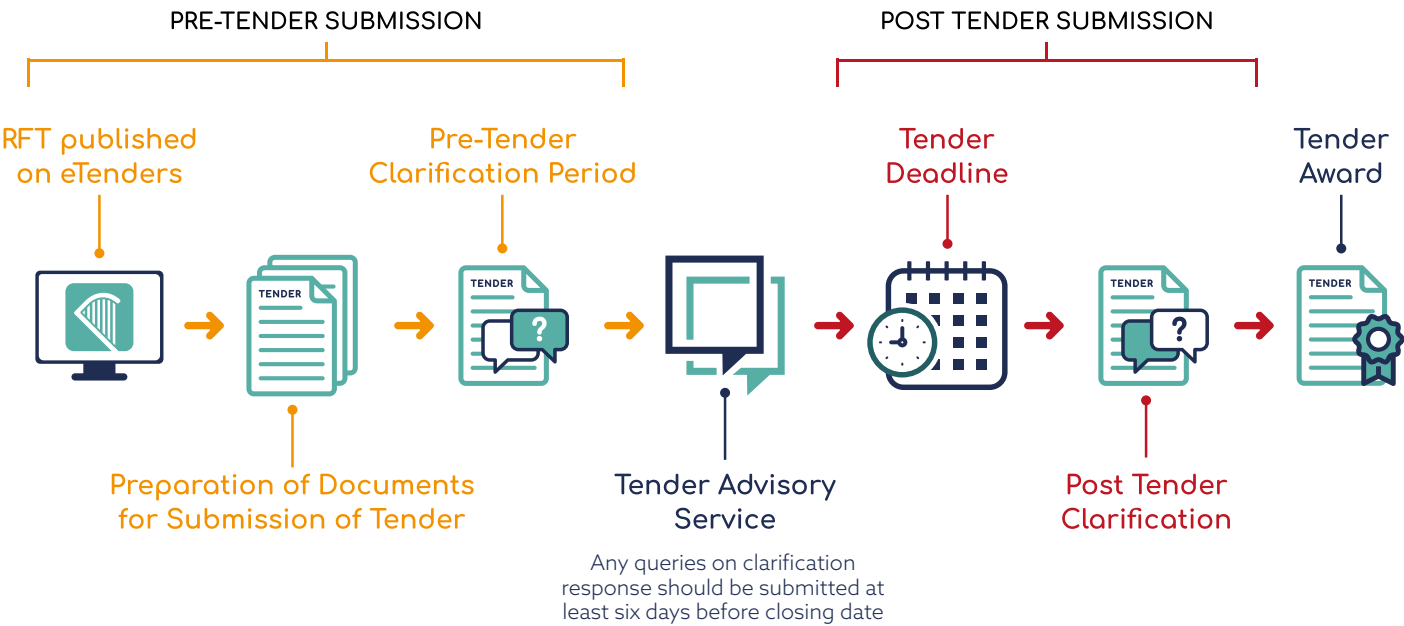 PRE-TENDER SUBMISSION
POST TENDER SUBMISSION
RFT published
on eTenders
Pre-Tender
Clarification Period
Tender
Deadline
Tender
Award
TENDER
TENDER
TENDER
TENDER
?
?
Preparation of Documents
for Submission of Tender
Tender Advisory
Service
Any queries on clarification
response should be submitted at
least six days before closing date
Post Tender
Clarification